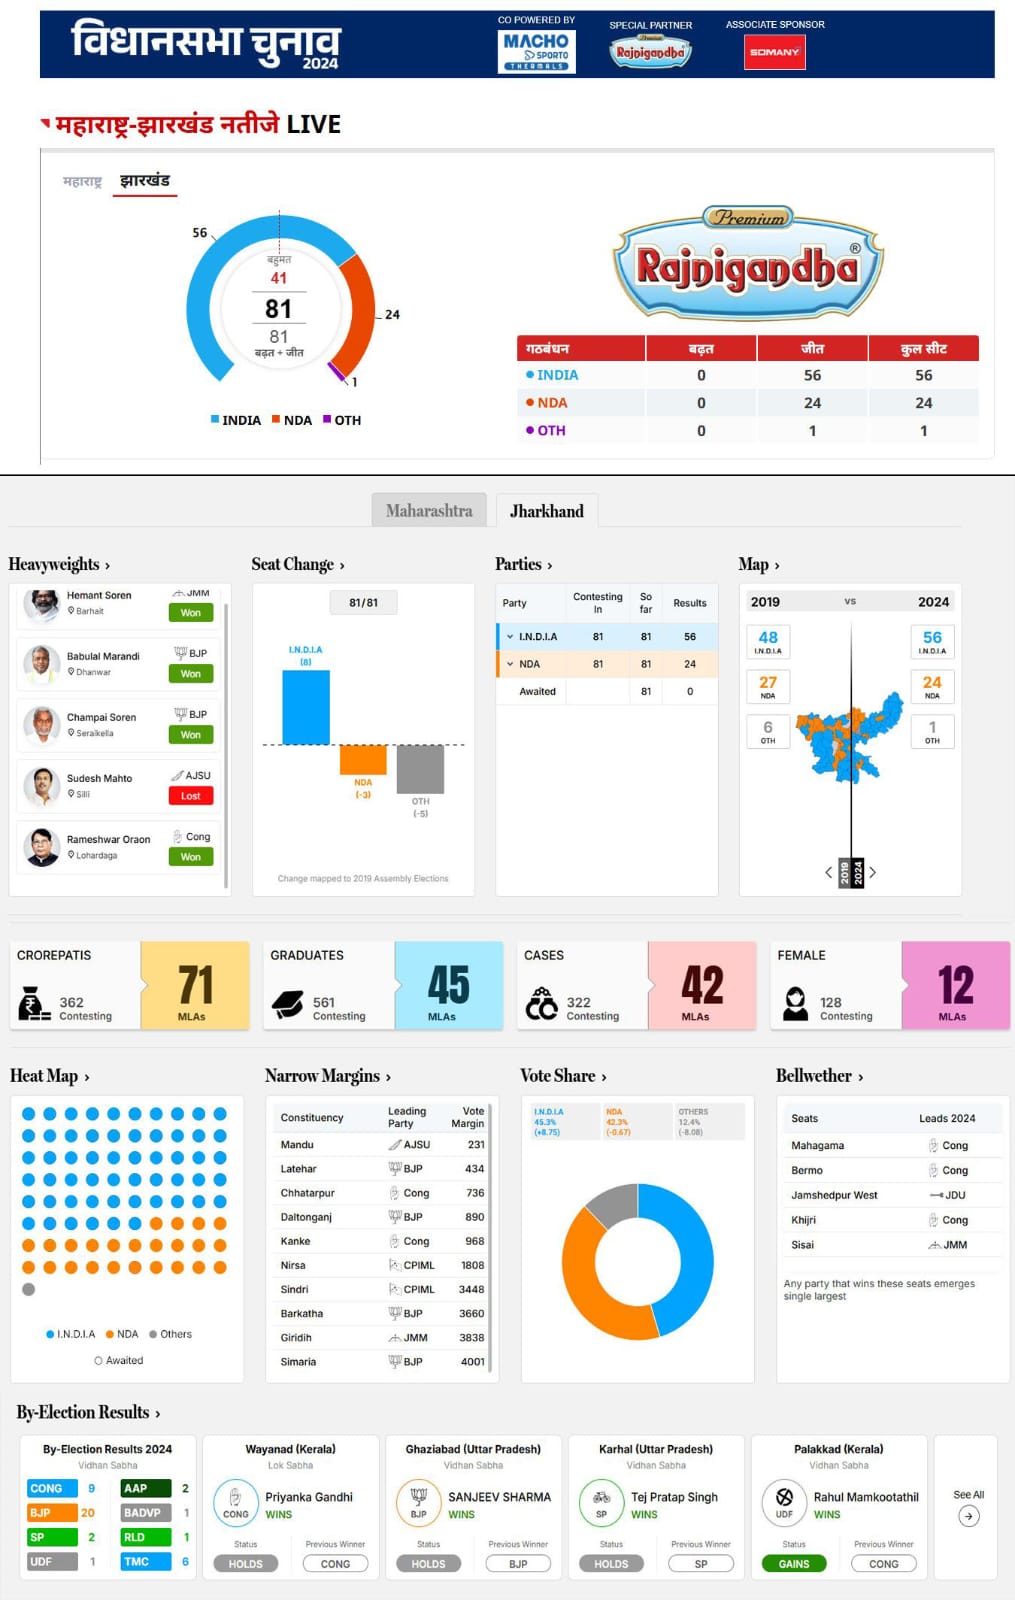 विधानसभा चुनाव
2024
CO POWERED BY
MACHO
SPORTO
THERMALS
SPECIAL PARTNER
Premium
Rajnigandha
ASSOCIATE SPONSOR
SOMANY
महाराष्ट्र-झारखंड नतीजे LIVE
महाराष्ट्र झारखंड
56
बहुमत
41
81
81
बढ़त + जीत
24
1
INDIA NDA OTH
Premium
Rajnigandha®
गठबंधन बढ़त जीत कुल सीट
INDIA 0 56 56
NDA 0 24 24
OTH 0 1 1
Maharashtra Jharkhand
Heavyweights ›
Hemant Soren JMM
Barhait Won
Babulal Marandi BJP
Dhanwar Won
Champai Soren BJP
Seraikella Won
Sudesh Mahto AJSU
Silli Lost
Rameshwar Oraon Cong
Lohardaga Won
Seat Change ›
81/81
I.N.D.I.A
(8)
NDA
(-3)
OTH
(-5)
Change mapped to 2019 Assembly Elections
Parties ›
Party Contesting In So far Results
I.N.D.I.A 81 81 56
NDA 81 81 24
Awaited 81 0
Map ›
2019 VS 2024
48 56
I.N.D.I.A I.N.D.I.A
27 24
NDA NDA
6 1
OTH OTH
2019 2024
CROREPATIS
362
Contesting
71
MLAs
GRADUATES
561
Contesting
45
MLAs
CASES
322
Contesting
42
MLAs
FEMALE
128
Contesting
12
MLAs
Heat Map ›
I.N.D.I.A NDA Others
Awaited
Narrow Margins ›
Constituency Leading Party Vote Margin
Mandu AJSU 231
Latehar BJP 434
Chhatarpur Cong 736
Daltonganj BJP 890
Kanke Cong 968
Nirsa CPIML 1808
Sindri CPIML 3448
Barkatha BJP 3660
Giridih JMM 3838
Simaria BJP 4001
Vote Share ›
I.N.D.I.A NDA OTHERS
45.3% 42.3% 12.4%
(+8.75) (-0.67) (-8.08)
Bellwether ›
Seats Leads 2024
Mahagama Cong
Bermo Cong
Jamshedpur West JDU
Khijri Cong
Sisai JMM
Any party that wins these seats emerges
single largest
By-Election Results ›
By-Election Results 2024
Vidhan Sabha
CONG 9 AAP 2
BJP 20 BADVP 1
SP 2 RLD 1
UDF 1 TMC 6
Wayanad (Kerala)
Lok Sabha
CONG
Priyanka Gandhi
WINS
Status Previous Winner
HOLDS CONG
Ghaziabad (Uttar Pradesh)
Vidhan Sabha
BJP
SANJEEV SHARMA
WINS
Status Previous Winner
HOLDS BJP
Karhal (Uttar Pradesh)
Vidhan Sabha
SP
Tej Pratap Singh
WINS
Status Previous Winner
HOLDS SP
Palakkad (Kerala)
Vidhan Sabha
UDF
Rahul Mamkootathil
WINS
Status Previous Winner
GAINS CONG
See All